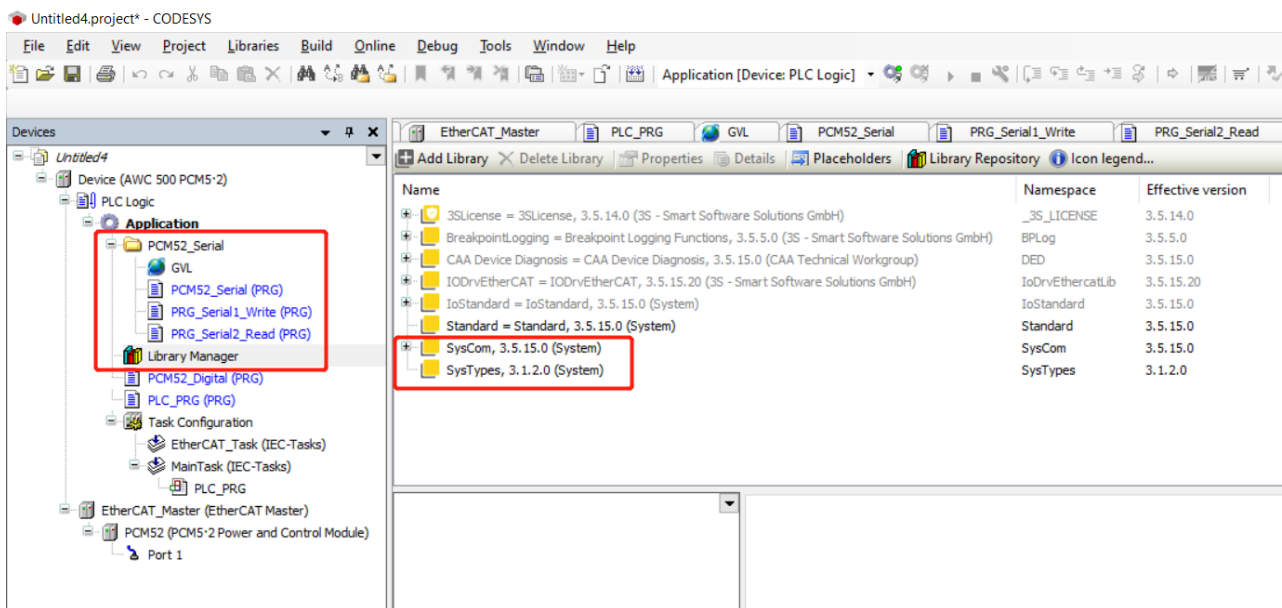 Untitled4.project* - CODESYS
File Edit View Project Libraries Build Online Debug Tools Window Help
Application [Device: PLC Logic]
Devices
Untitled4
Device (AWC 500 PCM5·2)
PLC Logic
Application
PCM52_Serial
GVL
PCM52_Serial (PRG)
PRG_Serial1_Write (PRG)
PRG_Serial2_Read (PRG)
Library Manager
PCM52_Digital (PRG)
PLC_PRG (PRG)
Task Configuration
EtherCAT_Task (IEC-Tasks)
MainTask (IEC-Tasks)
PLC_PRG
EtherCAT_Master (EtherCAT Master)
PCM52 (PCM5·2 Power and Control Module)
Port 1
EtherCAT_Master PLC_PRG GVL PCM52_Serial PRG_Serial1_Write PRG_Serial2_Read
Add Library Delete Library Properties Details Placeholders Library Repository Icon legend...
Name Namespace Effective version
3SLicense = 3SLicense, 3.5.14.0 (3S - Smart Software Solutions GmbH) _3S_LICENSE 3.5.14.0
BreakpointLogging = Breakpoint Logging Functions, 3.5.5.0 (3S - Smart Software Solutions GmbH) BPLog 3.5.5.0
CAA Device Diagnosis = CAA Device Diagnosis, 3.5.15.0 (CAA Technical Workgroup) DED 3.5.15.0
IODrvEtherCAT = IODrvEtherCAT, 3.5.15.20 (3S - Smart Software Solutions GmbH) IoDrvEthercatLib 3.5.15.20
IoStandard = IoStandard, 3.5.15.0 (System) IoStandard 3.5.15.0
Standard = Standard, 3.5.15.0 (System) Standard 3.5.15.0
SysCom, 3.5.15.0 (System) SysCom 3.5.15.0
SysTypes, 3.1.2.0 (System) SysTypes 3.1.2.0